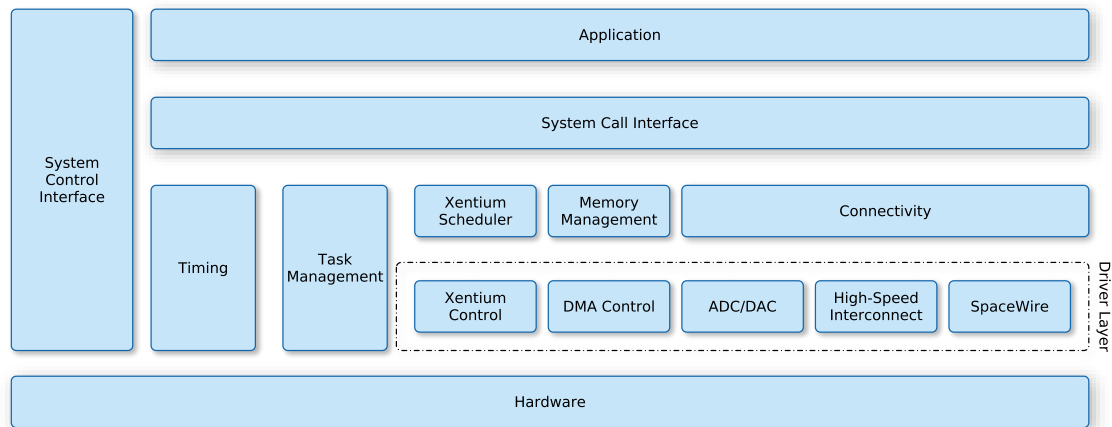 Application
System Call Interface
System
Control
Interface
Xentium
Scheduler
Memory
Management
Connectivity
Timing
Task
Management
Xentium
Control
DMA Control
ADC/DAC
High-Speed
Interconnect
SpaceWire
Driver Layer
Hardware